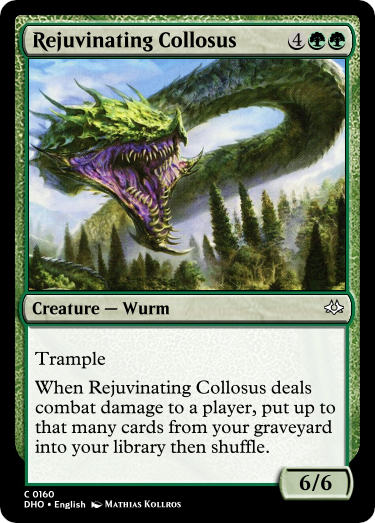 Rejuvinating Collosus 4
Creature — Wurm
Trample
When Rejuvinating Collosus deals
combat damage to a player, put up to
that many cards from your graveyard
into your library then shuffle.
6/6
C 0160
DHO • English Mathias Kollros